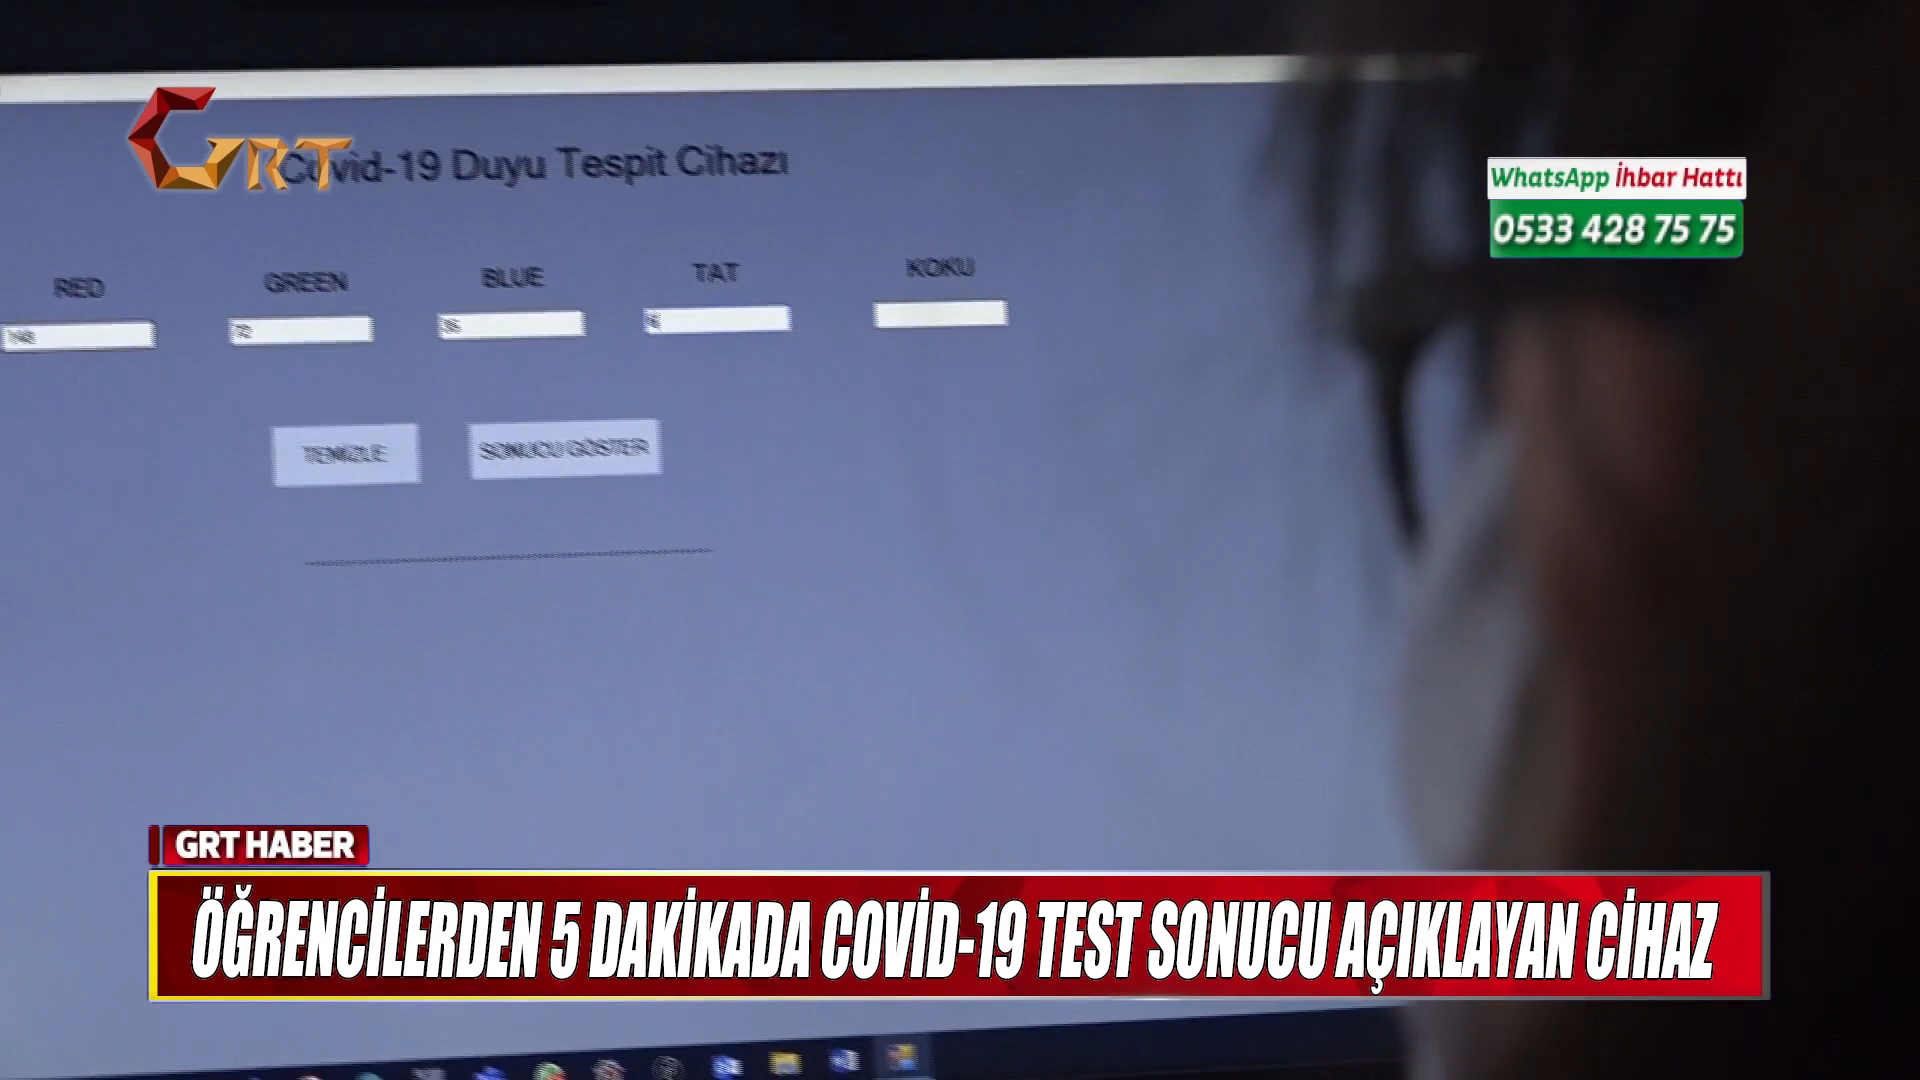 GRT
Covid-19 Duyu Tespit Cihazı
WhatsApp İhbar Hattı
0533 428 75 75
RED GREEN BLUE TAT KOKU
TEMİZLE SONUCU GÖSTER
GRT HABER
ÖĞRENCİLERDEN 5 DAKİKADA COVİD-19 TEST SONUCU AÇIKLAYAN CİHAZ